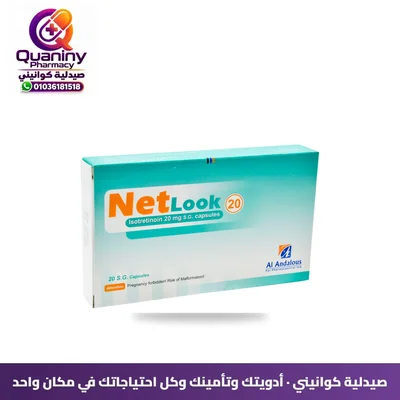 Quaniny
Pharmacy
صيدلية كوانيني
01036181518
NetLook 20
Isotretinoin 20 mg s.g. capsules
Al Andalous
20 S.G. Capsules
Pregnancy forbidden! Risk of Malformation!
صيدلية كوانيني - أدويتك وتأمينك وكل احتياجاتك في مكان واحد